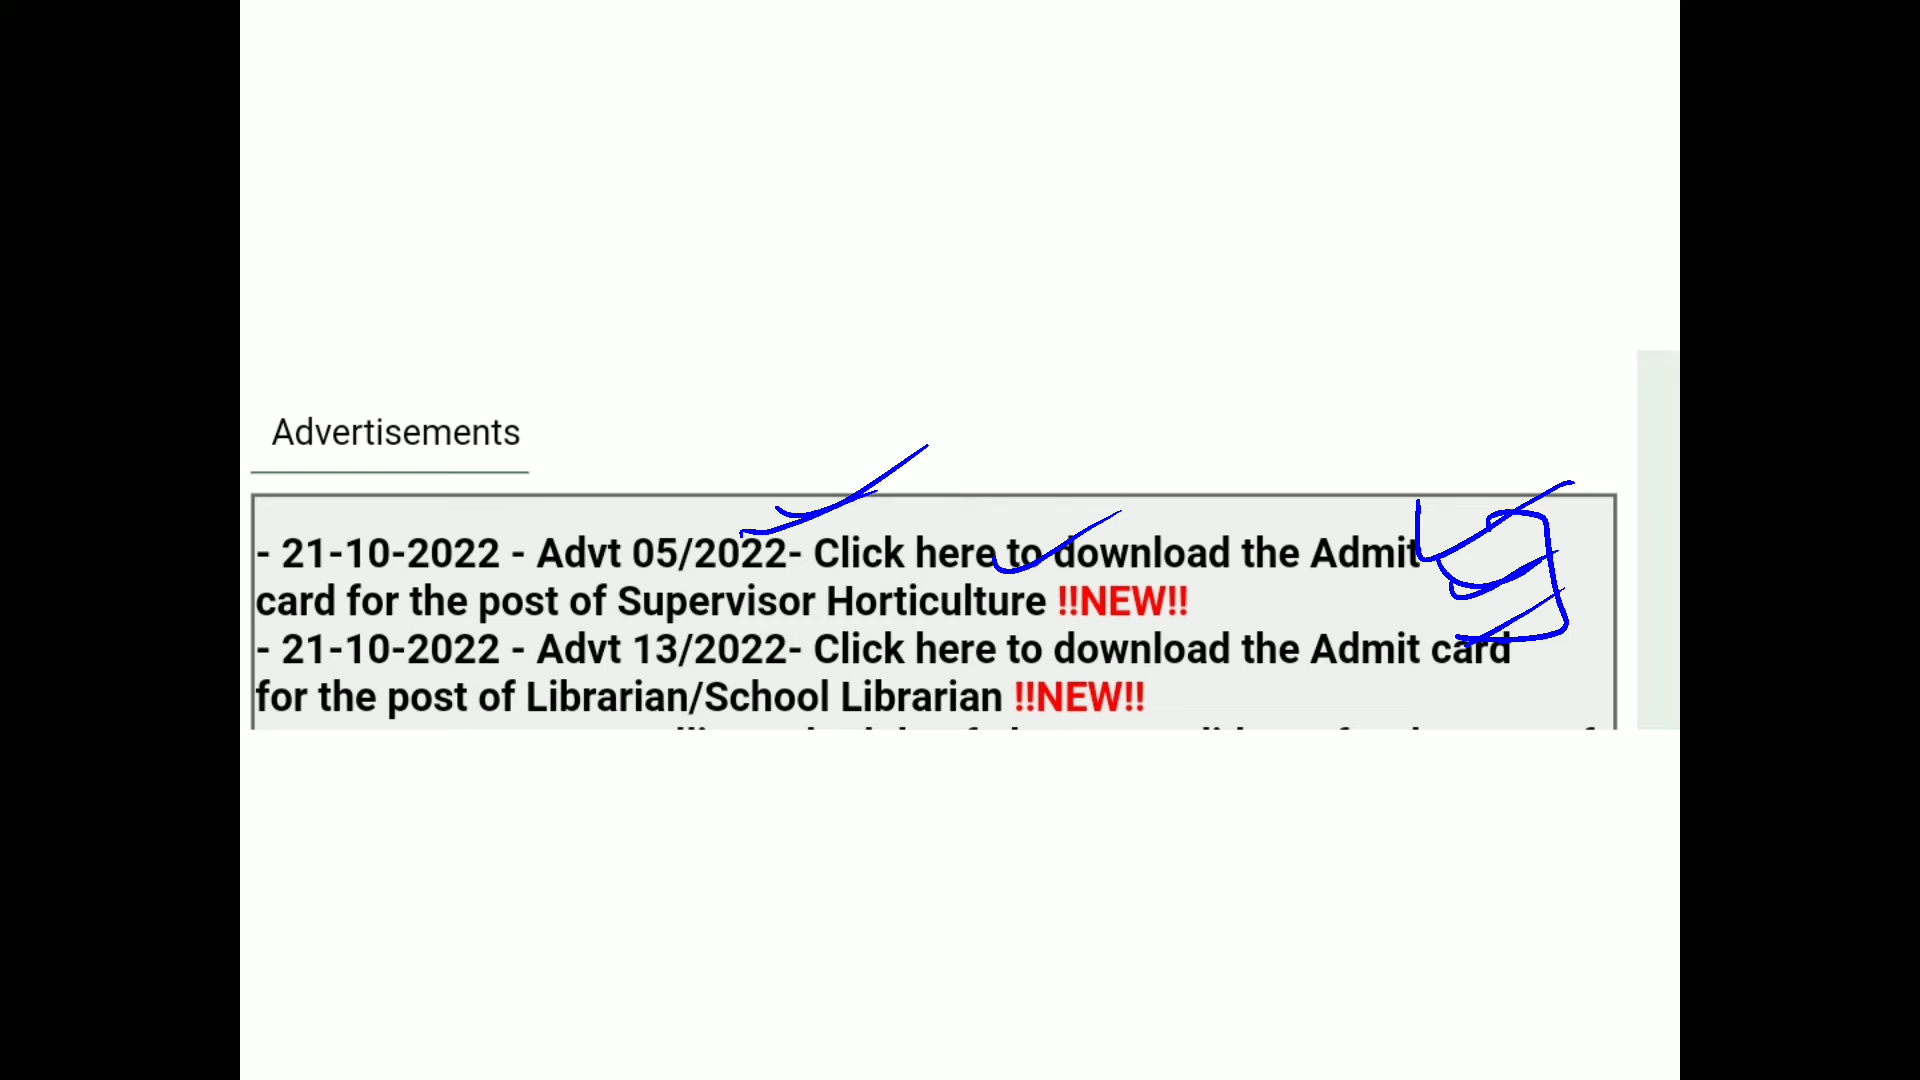 Advertisements
- 21-10-2022 - Advt 05/2022- Click here to download the Admit
card for the post of Supervisor Horticulture !!NEW!!
- 21-10-2022 - Advt 13/2022- Click here to download the Admit card
for the post of Librarian/School Librarian !!NEW!!